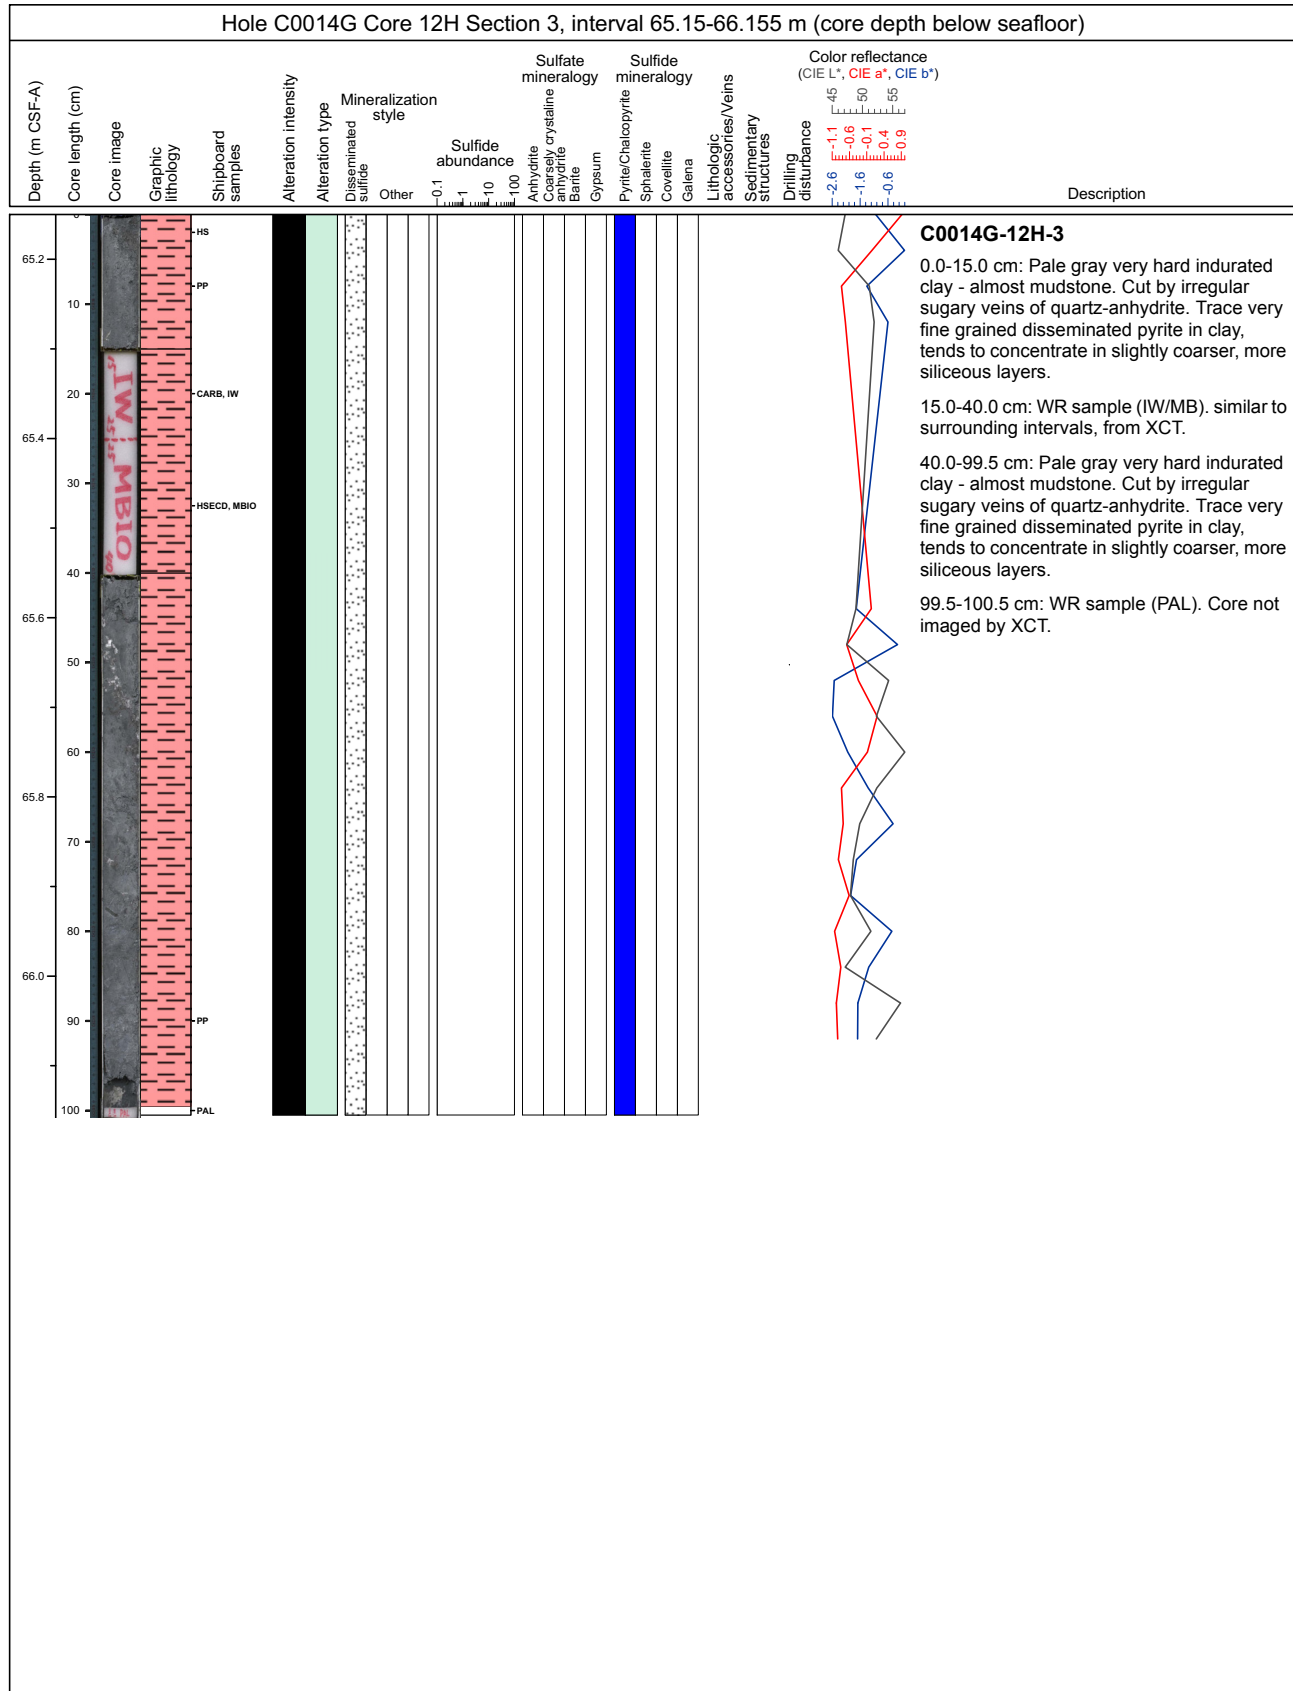 Hole C0014G Core 12H Section 3, interval 65.15-66.155 m (core depth below seafloor)
Depth (m CSF-A)
Core length (cm)
Core image
Graphic
lithology
Shipboard
samples
Alteration intensity
Alteration type
Mineralization
style
Disseminated
sulfide
Other
Sulfide
abundance
0.1
1
10
100
Sulfate
mineralogy
Anhydrite
Coarsely crystaline
anhydrite
Barite
Gypsum
Sulfide
mineralogy
Pyrite/Chalcopyrite
Sphalerite
Covellite
Galena
Lithologic
accessories/Veins
Sedimentary
structures
Drilling
disturbance
Color reflectance
(CIE L*, CIE a*, CIE b*)
45
50
55
-1.1
-0.6
-0.1
0.4
0.9
-2.6
-1.6
-0.6
Description
65.2
65.4
65.6
65.8
66.0
0
10
20
30
40
50
60
70
80
90
100
15 IW 25 25 MBIO 40
PAL
HS
PP
CARB, IW
HSECD, MBIO
PP
PAL
C0014G-12H-3
0.0-15.0 cm: Pale gray very hard indurated
clay - almost mudstone. Cut by irregular
sugary veins of quartz-anhydrite. Trace very
fine grained disseminated pyrite in clay,
tends to concentrate in slightly coarser, more
siliceous layers.
15.0-40.0 cm: WR sample (IW/MB). similar to
surrounding intervals, from XCT.
40.0-99.5 cm: Pale gray very hard indurated
clay - almost mudstone. Cut by irregular
sugary veins of quartz-anhydrite. Trace very
fine grained disseminated pyrite in clay,
tends to concentrate in slightly coarser, more
siliceous layers.
99.5-100.5 cm: WR sample (PAL). Core not
imaged by XCT.